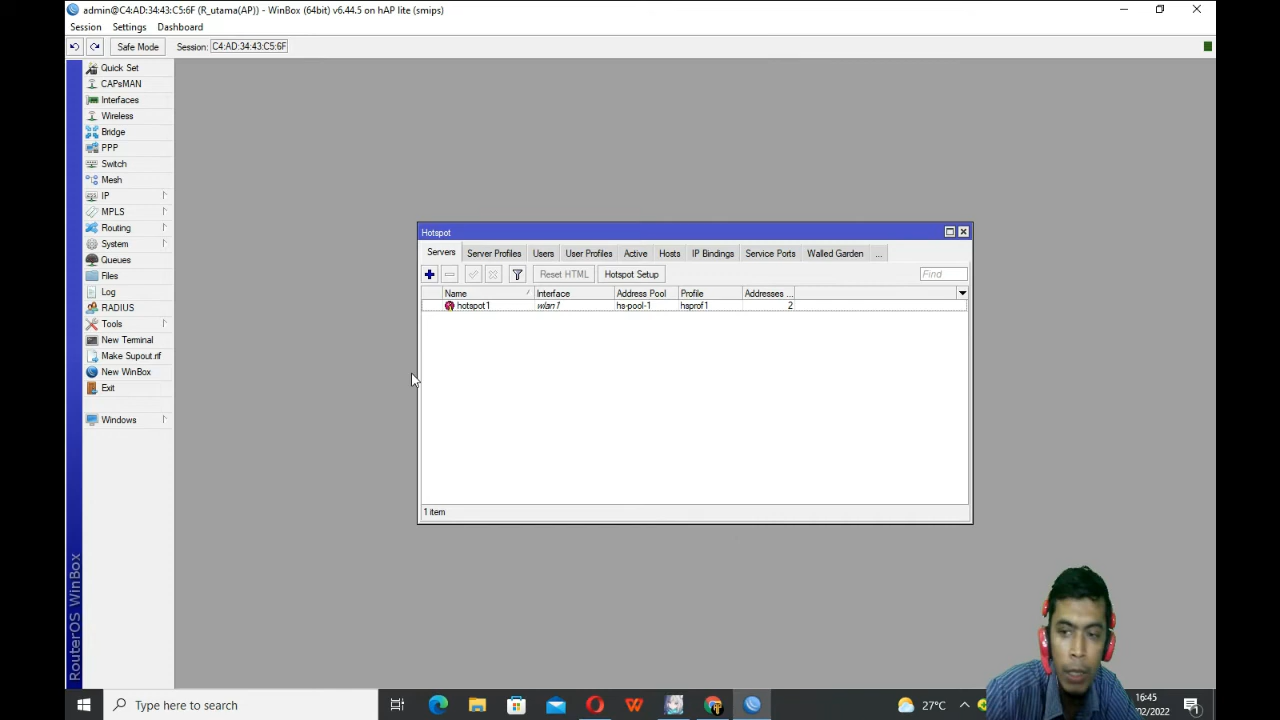 admin@C4:AD:34:43:C5:6F (R_utama(AP)) - WinBox (64bit) v6.44.5 on hAP lite (smips)
Session Settings Dashboard
Safe Mode Session: C4:AD:34:43:C5:6F
Quick Set
CAPsMAN
Interfaces
Wireless
Bridge
PPP
Switch
Mesh
IP
MPLS
Routing
System
Queues
Files
Log
RADIUS
Tools
New Terminal
Make Supout.rif
New WinBox
Exit
Windows
RouterOS WinBox
Hotspot
Servers Server Profiles Users User Profiles Active Hosts IP Bindings Service Ports Walled Garden ...
Reset HTML Hotspot Setup Find
Name Interface Address Pool Profile Addresses ...
hotspot1 wlan1 hs-pool-1 hsprof1 2
1 item
Type here to search
27°C
16:45
/02/2022
1